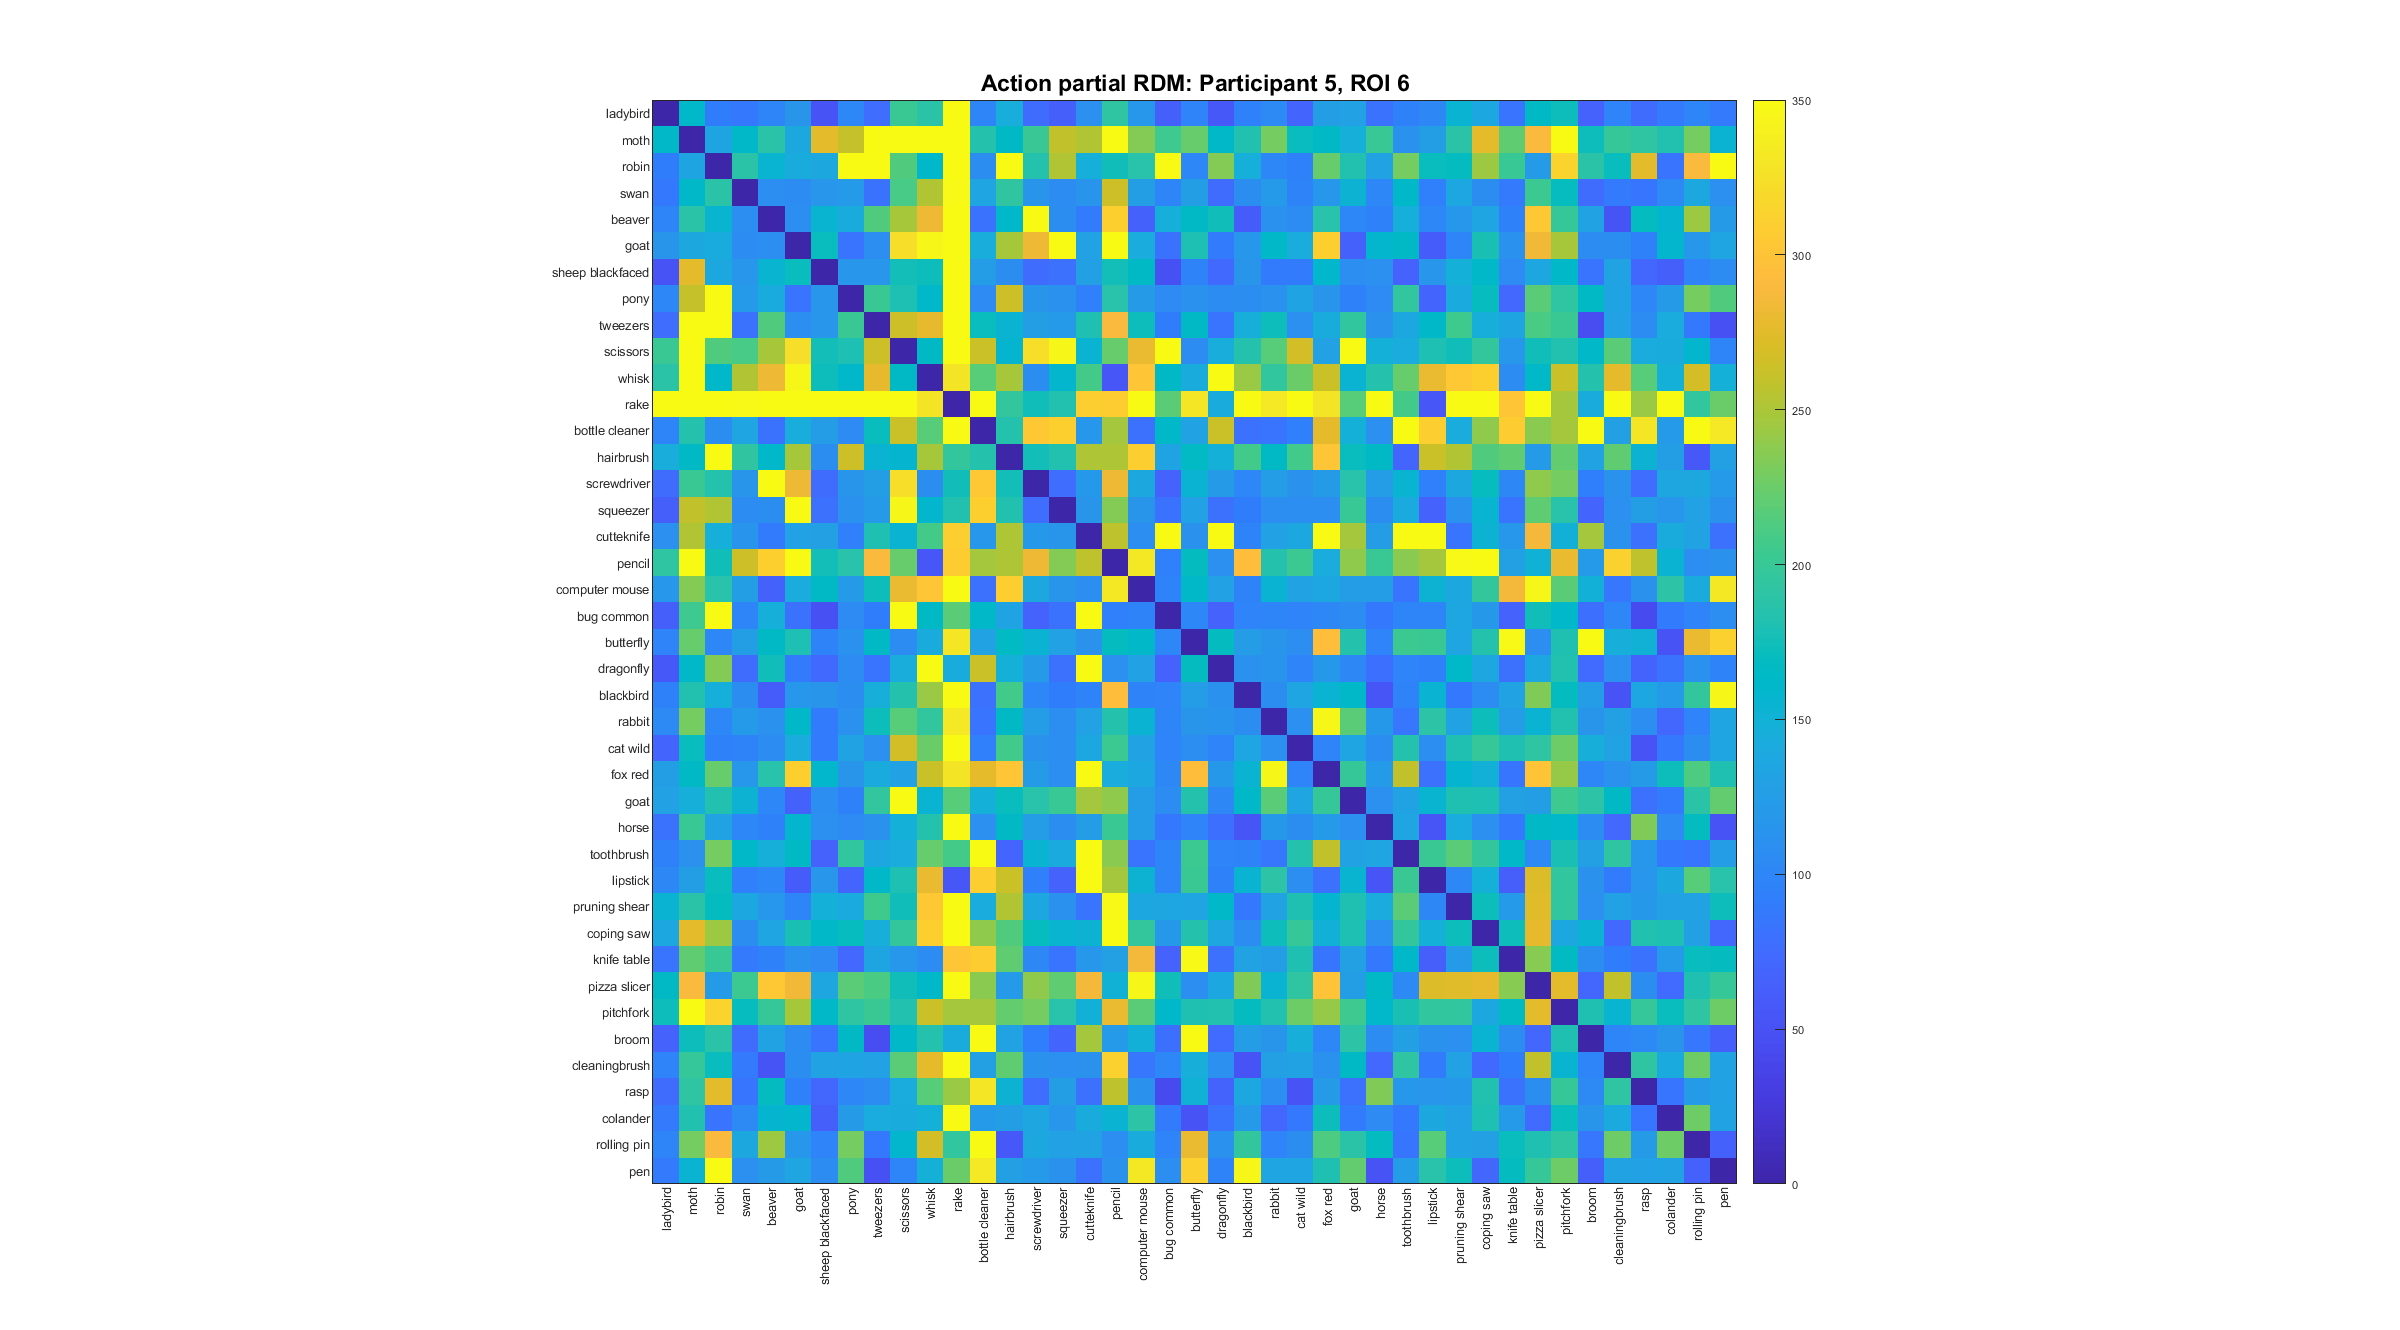 Action partial RDM: Participant 5, ROI 6
ladybird
moth
robin
swan
beaver
goat
sheep blackfaced
pony
tweezers
scissors
whisk
rake
bottle cleaner
hairbrush
screwdriver
squeezer
cutteknife
pencil
computer mouse
bug common
butterfly
dragonfly
blackbird
rabbit
cat wild
fox red
goat
horse
toothbrush
lipstick
pruning shear
coping saw
knife table
pizza slicer
pitchfork
broom
cleaningbrush
rasp
colander
rolling pin
pen
ladybird
moth
robin
swan
beaver
goat
sheep blackfaced
pony
tweezers
scissors
whisk
rake
bottle cleaner
hairbrush
screwdriver
squeezer
cutteknife
pencil
computer mouse
bug common
butterfly
dragonfly
blackbird
rabbit
cat wild
fox red
goat
horse
toothbrush
lipstick
pruning shear
coping saw
knife table
pizza slicer
pitchfork
broom
cleaningbrush
rasp
colander
rolling pin
pen
350
300
250
200
150
100
50
0